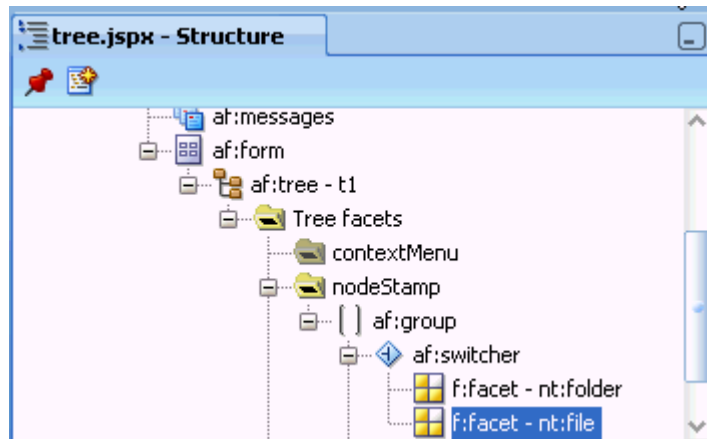 tree.jspx - Structure
af:messages
af:form
af:tree - t1
Tree facets
contextMenu
nodeStamp
af:group
af:switcher
f:facet - nt:folder
f:facet - nt:file